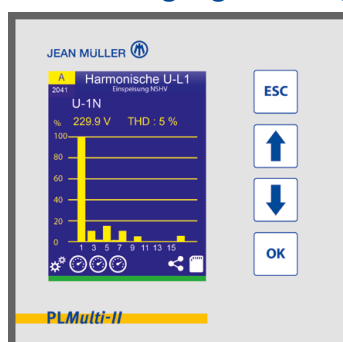 JEAN MÜLLER
A Harmonische U-L1
2041 Einspeisung NSHV
U-1N
% 229.9 V THD : 5 %
100
80
60
40
20
0
1 3 5 7 9 11 13 15
ESC
OK
PLMulti-II